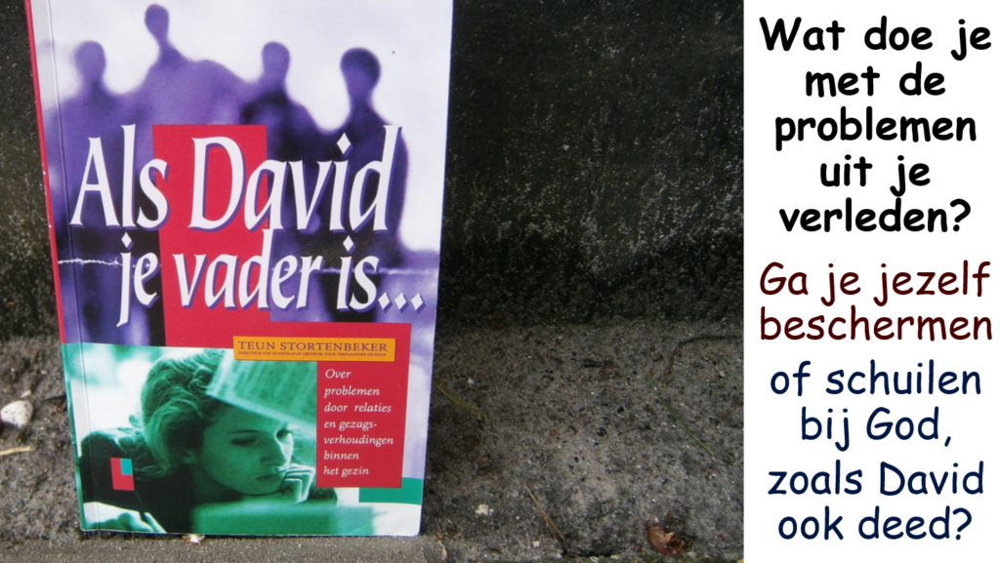 Als David
je vader is...
TEUN STORTENBEKER
Over
problemen
door relaties
en gezags-
verhoudingen
binnen
het gezin
Wat doe je
met de
problemen
uit je
verleden?
Ga je jezelf
beschermen
of schuilen
bij God,
zoals David
ook deed?